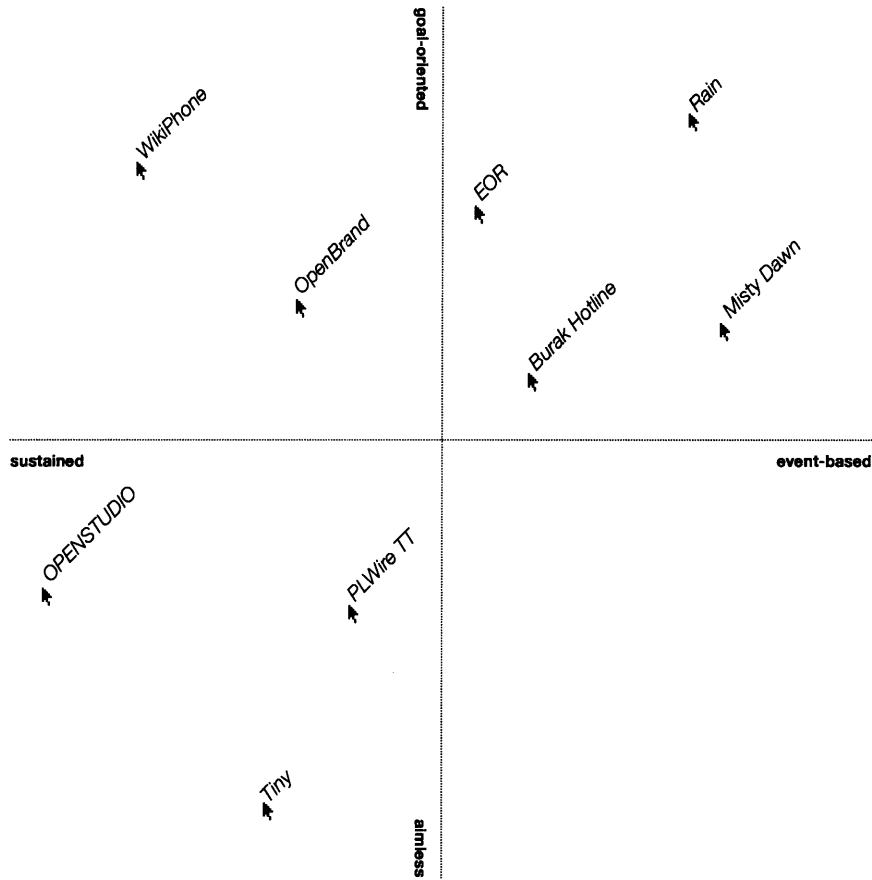 goal-oriented
WikiPhone
Rain
EOR
OpenBrand
Misty Dawn
Burak Hotline
sustained
event-based
OPENSTUDIO
PLWire TT
Tiny
aimless